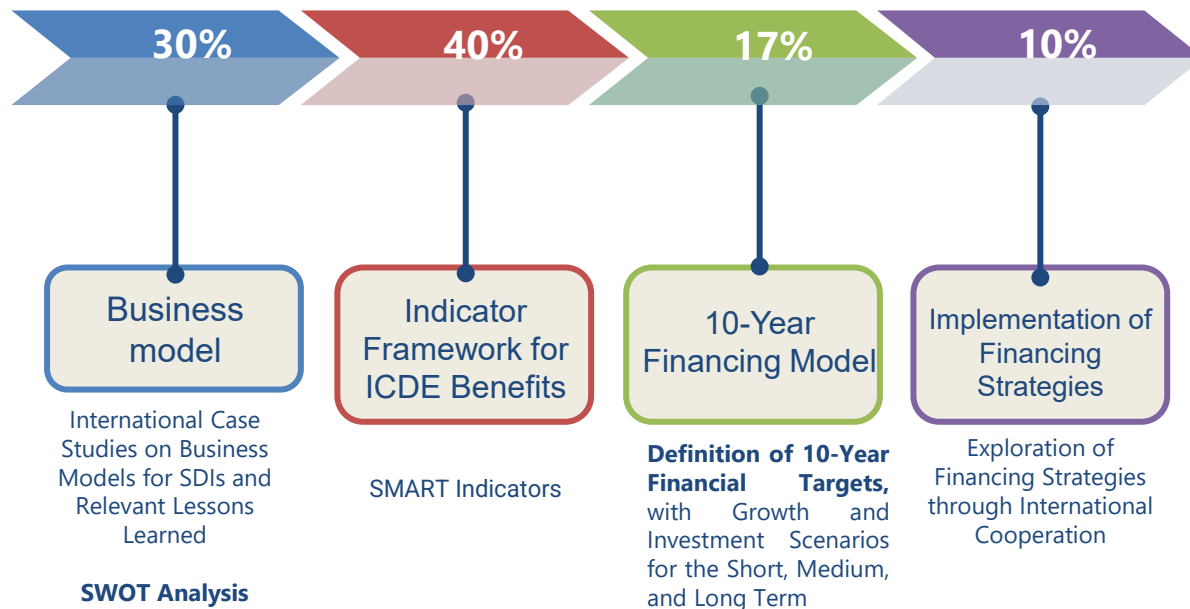 30%
40%
17%
10%
Business
model
Indicator
Framework for
ICDE Benefits
10-Year
Financing Model
Implementation of
Financing
Strategies
International Case
Studies on Business
Models for SDIs and
Relevant Lessons
Learned
SWOT Analysis
SMART Indicators
Definition of 10-Year
Financial Targets,
with Growth and
Investment Scenarios
for the Short, Medium,
and Long Term
Exploration of
Financing Strategies
through International
Cooperation